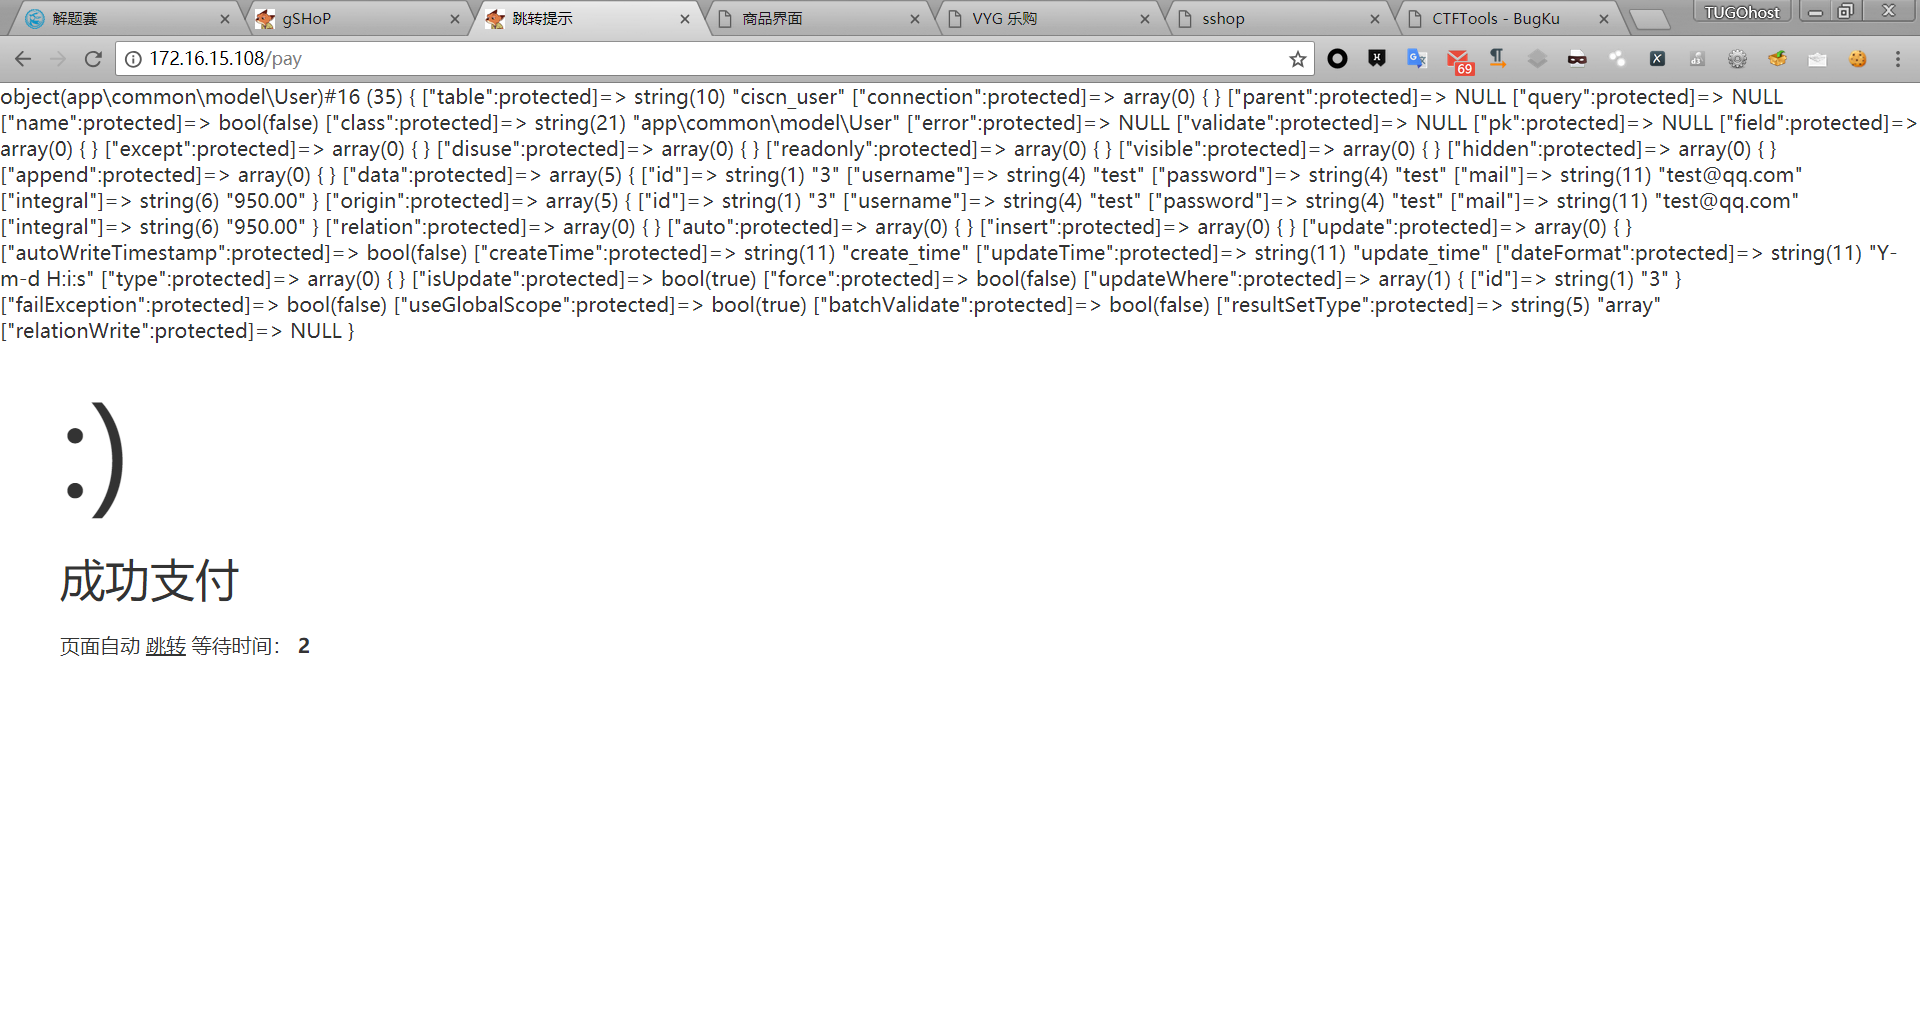 解题赛
gSHoP
跳转提示
商品界面
VYG 乐购
sshop
CTFTools - BugKu
TUGOhost
172.16.15.108/pay
69
object(app\common\model\User)#16 (35) { ["table":protected]=> string(10) "ciscn_user" ["connection":protected]=> array(0) { } ["parent":protected]=> NULL ["query":protected]=> NULL
["name":protected]=> bool(false) ["class":protected]=> string(21) "app\common\model\User" ["error":protected]=> NULL ["validate":protected]=> NULL ["pk":protected]=> NULL ["field":protected]=>
array(0) { } ["except":protected]=> array(0) { } ["disuse":protected]=> array(0) { } ["readonly":protected]=> array(0) { } ["visible":protected]=> array(0) { } ["hidden":protected]=> array(0) { }
["append":protected]=> array(0) { } ["data":protected]=> array(5) { ["id"]=> string(1) "3" ["username"]=> string(4) "test" ["password"]=> string(4) "test" ["mail"]=> string(11) "test@qq.com"
["integral"]=> string(6) "950.00" } ["origin":protected]=> array(5) { ["id"]=> string(1) "3" ["username"]=> string(4) "test" ["password"]=> string(4) "test" ["mail"]=> string(11) "test@qq.com"
["integral"]=> string(6) "950.00" } ["relation":protected]=> array(0) { } ["auto":protected]=> array(0) { } ["insert":protected]=> array(0) { } ["update":protected]=> array(0) { }
["autoWriteTimestamp":protected]=> bool(false) ["createTime":protected]=> string(11) "create_time" ["updateTime":protected]=> string(11) "update_time" ["dateFormat":protected]=> string(11) "Y-
m-d H:i:s" ["type":protected]=> array(0) { } ["isUpdate":protected]=> bool(true) ["force":protected]=> bool(false) ["updateWhere":protected]=> array(1) { ["id"]=> string(1) "3" }
["failException":protected]=> bool(false) ["useGlobalScope":protected]=> bool(true) ["batchValidate":protected]=> bool(false) ["resultSetType":protected]=> string(5) "array"
["relationWrite":protected]=> NULL }
:)
成功支付
页面自动 跳转 等待时间： 2